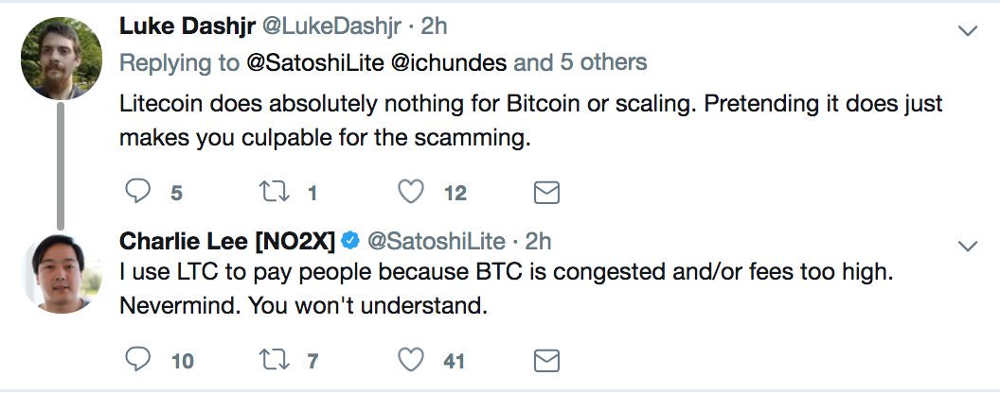 Luke Dashjr @LukeDashjr · 2h
Replying to @SatoshiLite @ichundes and 5 others
Litecoin does absolutely nothing for Bitcoin or scaling. Pretending it does just
makes you culpable for the scamming.
5 1 12
Charlie Lee [NO2X] @SatoshiLite · 2h
I use LTC to pay people because BTC is congested and/or fees too high.
Nevermind. You won't understand.
10 7 41